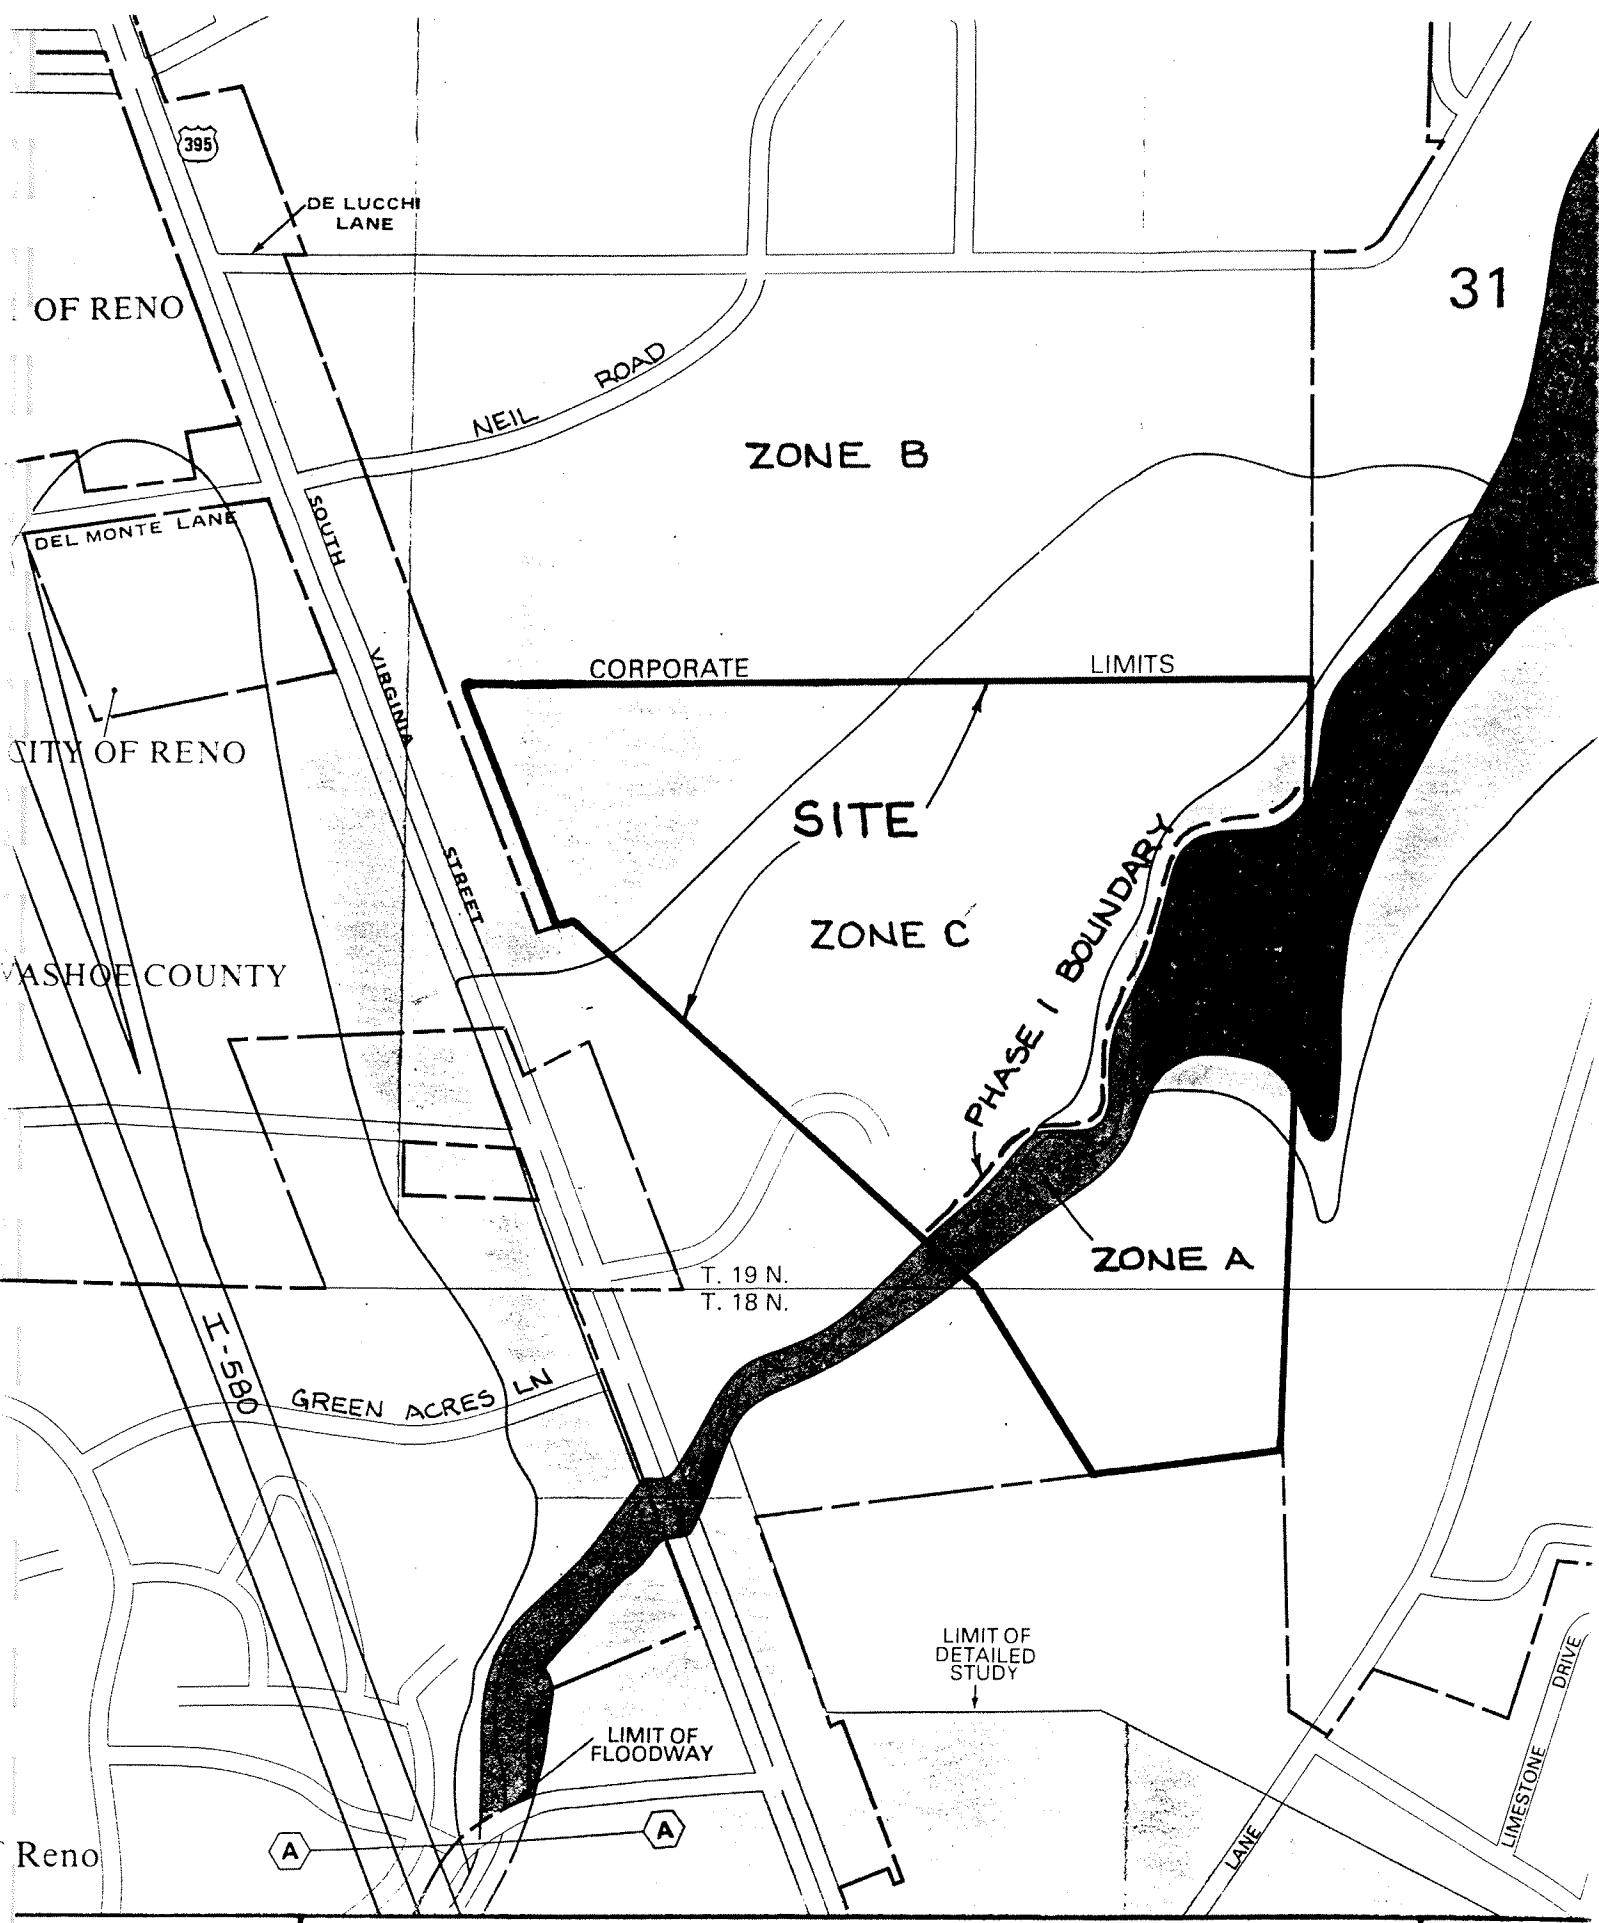 395
DE LUCCHI
LANE
OF RENO
31
NEIL ROAD
ZONE B
DEL MONTE LANE
SOUTH VIRGINIA STREET
CORPORATE LIMITS
CITY OF RENO
SITE
PHASE I BOUNDARY
ZONE C
WASHOE COUNTY
ZONE A
T. 19 N.
T. 18 N.
I-580
GREEN ACRES LN
LIMIT OF
DETAILED
STUDY
LIMIT OF
FLOODWAY
LIMESTONE DRIVE
LANE
A
A
Reno